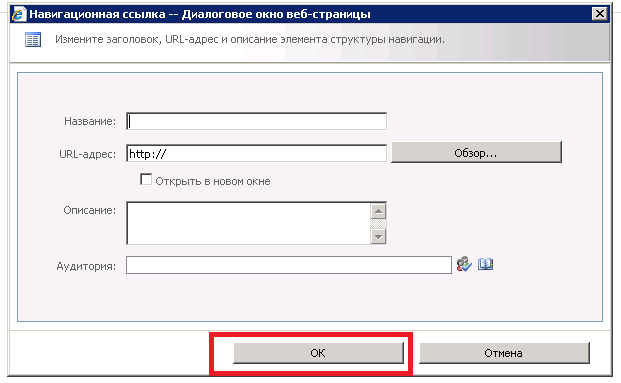 Навигационная ссылка -- Диалоговое окно веб-страницы
Измените заголовок, URL-адрес и описание элемента структуры навигации.
Название:
URL-адрес: http:// Обзор...
Открыть в новом окне
Описание:
Аудитория:
ОК Отмена